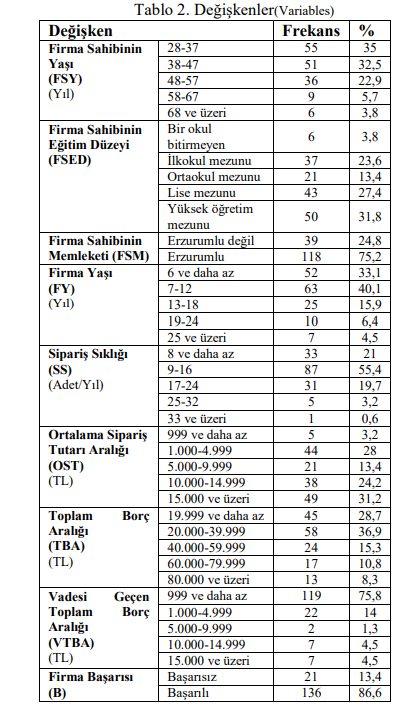 Tablo 2. Değişkenler(Variables)
Değişken Frekans %
Firma Sahibinin 28-37 55 35
Yaşı 38-47 51 32,5
(FSY) 48-57 36 22,9
(Yıl) 58-67 9 5,7
68 ve üzeri 6 3,8
Firma Sahibinin Bir okul
Eğitim Düzeyi bitirmeyen 6 3,8
(FSED) İlkokul mezunu 37 23,6
Ortaokul mezunu 21 13,4
Lise mezunu 43 27,4
Yüksek öğretim
mezunu 50 31,8
Firma Sahibinin Erzurumlu değil 39 24,8
Memleketi (FSM) Erzurumlu 118 75,2
Firma Yaşı 6 ve daha az 52 33,1
(FY) 7-12 63 40,1
(Yıl) 13-18 25 15,9
19-24 10 6,4
25 ve üzeri 7 4,5
Sipariş Sıklığı 8 ve daha az 33 21
(SS) 9-16 87 55,4
(Adet/Yıl) 17-24 31 19,7
25-32 5 3,2
33 ve üzeri 1 0,6
Ortalama Sipariş 999 ve daha az 5 3,2
Tutarı Aralığı 1.000-4.999 44 28
(OST) 5.000-9.999 21 13,4
(TL) 10.000-14.999 38 24,2
15.000 ve üzeri 49 31,2
Toplam Borç 19.999 ve daha az 45 28,7
Aralığı 20.000-39.999 58 36,9
(TBA) 40.000-59.999 24 15,3
(TL) 60.000-79.999 17 10,8
80.000 ve üzeri 13 8,3
Vadesi Geçen 999 ve daha az 119 75,8
Toplam Borç 1.000-4.999 22 14
Aralığı 5.000-9.999 2 1,3
(VTBA) 10.000-14.999 7 4,5
(TL) 15.000 ve üzeri 7 4,5
Firma Başarısı Başarısız 21 13,4
(B) Başarılı 136 86,6